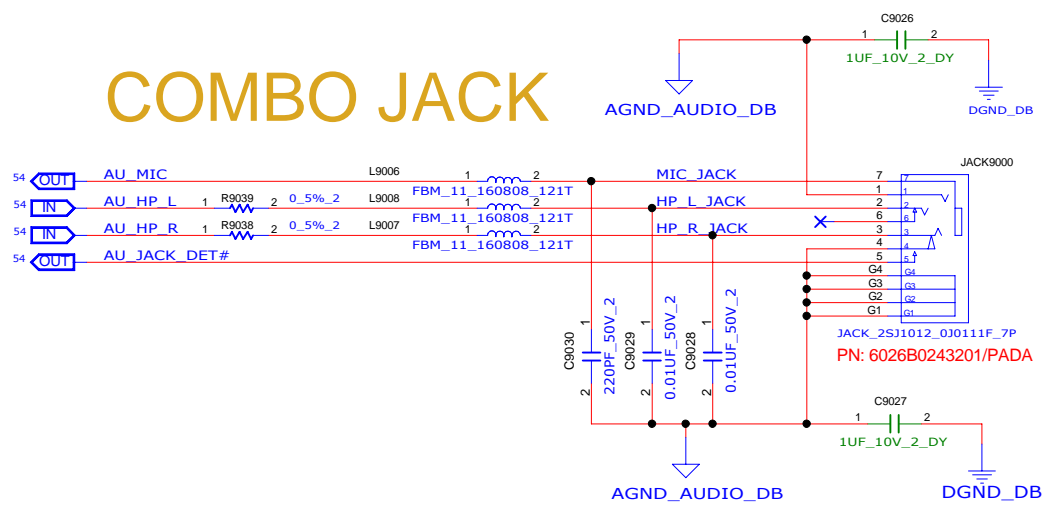 C9026
1 2
1UF_10V_2_DY
COMBO JACK
AGND_AUDIO_DB
DGND_DB
JACK9000
54 OUT AU_MIC L9006 1 2 MIC_JACK 7 7
FBM_11_160808_121T
1 1
54 IN AU_HP_L 1 R9039 2 0_5%_2 L9008 1 2 HP_L_JACK 2 2
FBM_11_160808_121T
6 6
54 IN AU_HP_R 1 R9038 2 0_5%_2 L9007 1 2 HP_R_JACK 3 3
FBM_11_160808_121T
4 4
54 OUT AU_JACK_DET# 5 5
G4 G4
G3 G3
G2 G2
G1 G1
JACK_2SJ1012_0J0111F_7P
PN: 6026B0243201/PADA
C9030 1 2 220PF_50V_2
C9029 1 2 0.01UF_50V_2
C9028 1 2 0.01UF_50V_2
C9027
1 2
1UF_10V_2_DY
AGND_AUDIO_DB
DGND_DB